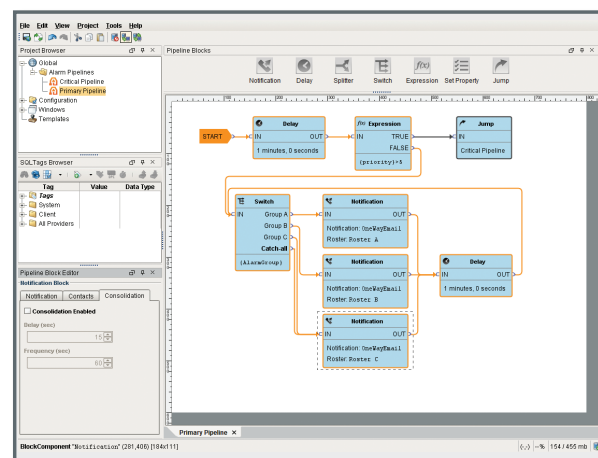 File Edit View Project Tools Help
Project Browser
Global
Alarm Pipelines
Critical Pipeline
Primary Pipeline
Configuration
Windows
Templates
SQLTags Browser
Tag Value Data Type
Tags
System
Client
All Providers
Pipeline Block Editor
Notification Block
Notification Contacts Consolidation
Consolidation Enabled
Delay (sec)
15
Frequency (sec)
60
Pipeline Blocks
Notification Delay Splitter Switch Expression Set Property Jump
START
Delay
IN OUT
1 minutes, 0 seconds
f(x) Expression
IN TRUE
FALSE
Jump
IN
Critical Pipeline
Switch
IN Group A
Group B
Group C
Catch-all
{AlarmGroup}
Notification
IN OUT
Notification: OneWayEmail
Roster: Roster A
Notification
IN OUT
Notification: OneWayEmail
Roster: Roster B
Delay
IN OUT
1 minutes, 0 seconds
Notification
IN OUT
Notification: OneWayEmail
Roster: Roster C
Primary Pipeline
BlockComponent "Notification" (281,406) [184x111]
154 / 455 mb